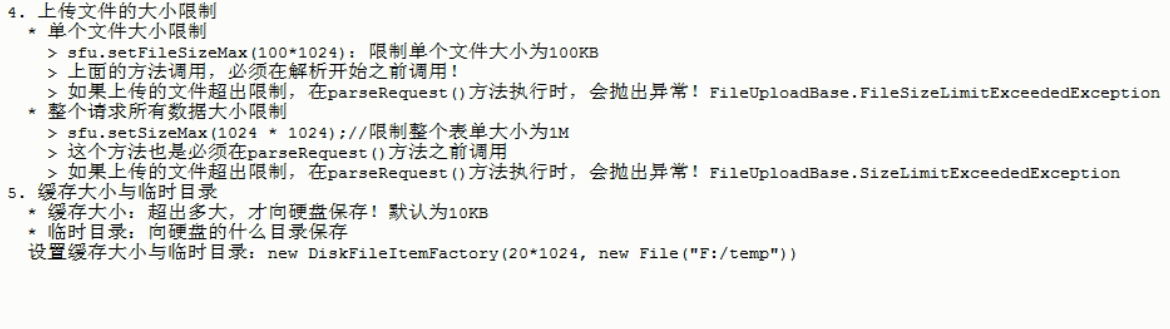 4. 上传文件的大小限制
* 单个文件大小限制
> sfu.setFileSizeMax(100*1024): 限制单个文件大小为100KB
> 上面的方法调用，必须在解析开始之前调用！
> 如果上传的文件超出限制，在parseRequest()方法执行时，会抛出异常！FileUploadBase.FileSizeLimitExceededException
* 整个请求所有数据大小限制
> sfu.setSizeMax(1024 * 1024);//限制整个表单大小为1M
> 这个方法也是必须在parseRequest()方法之前调用
> 如果上传的文件超出限制，在parseRequest()方法执行时，会抛出异常！FileUploadBase.SizeLimitExceededException
5. 缓存大小与临时目录
* 缓存大小：超出多大，才向硬盘保存！默认为10KB
* 临时目录：向硬盘的什么目录保存
设置缓存大小与临时目录：new DiskFileItemFactory(20*1024, new File("F:/temp"))